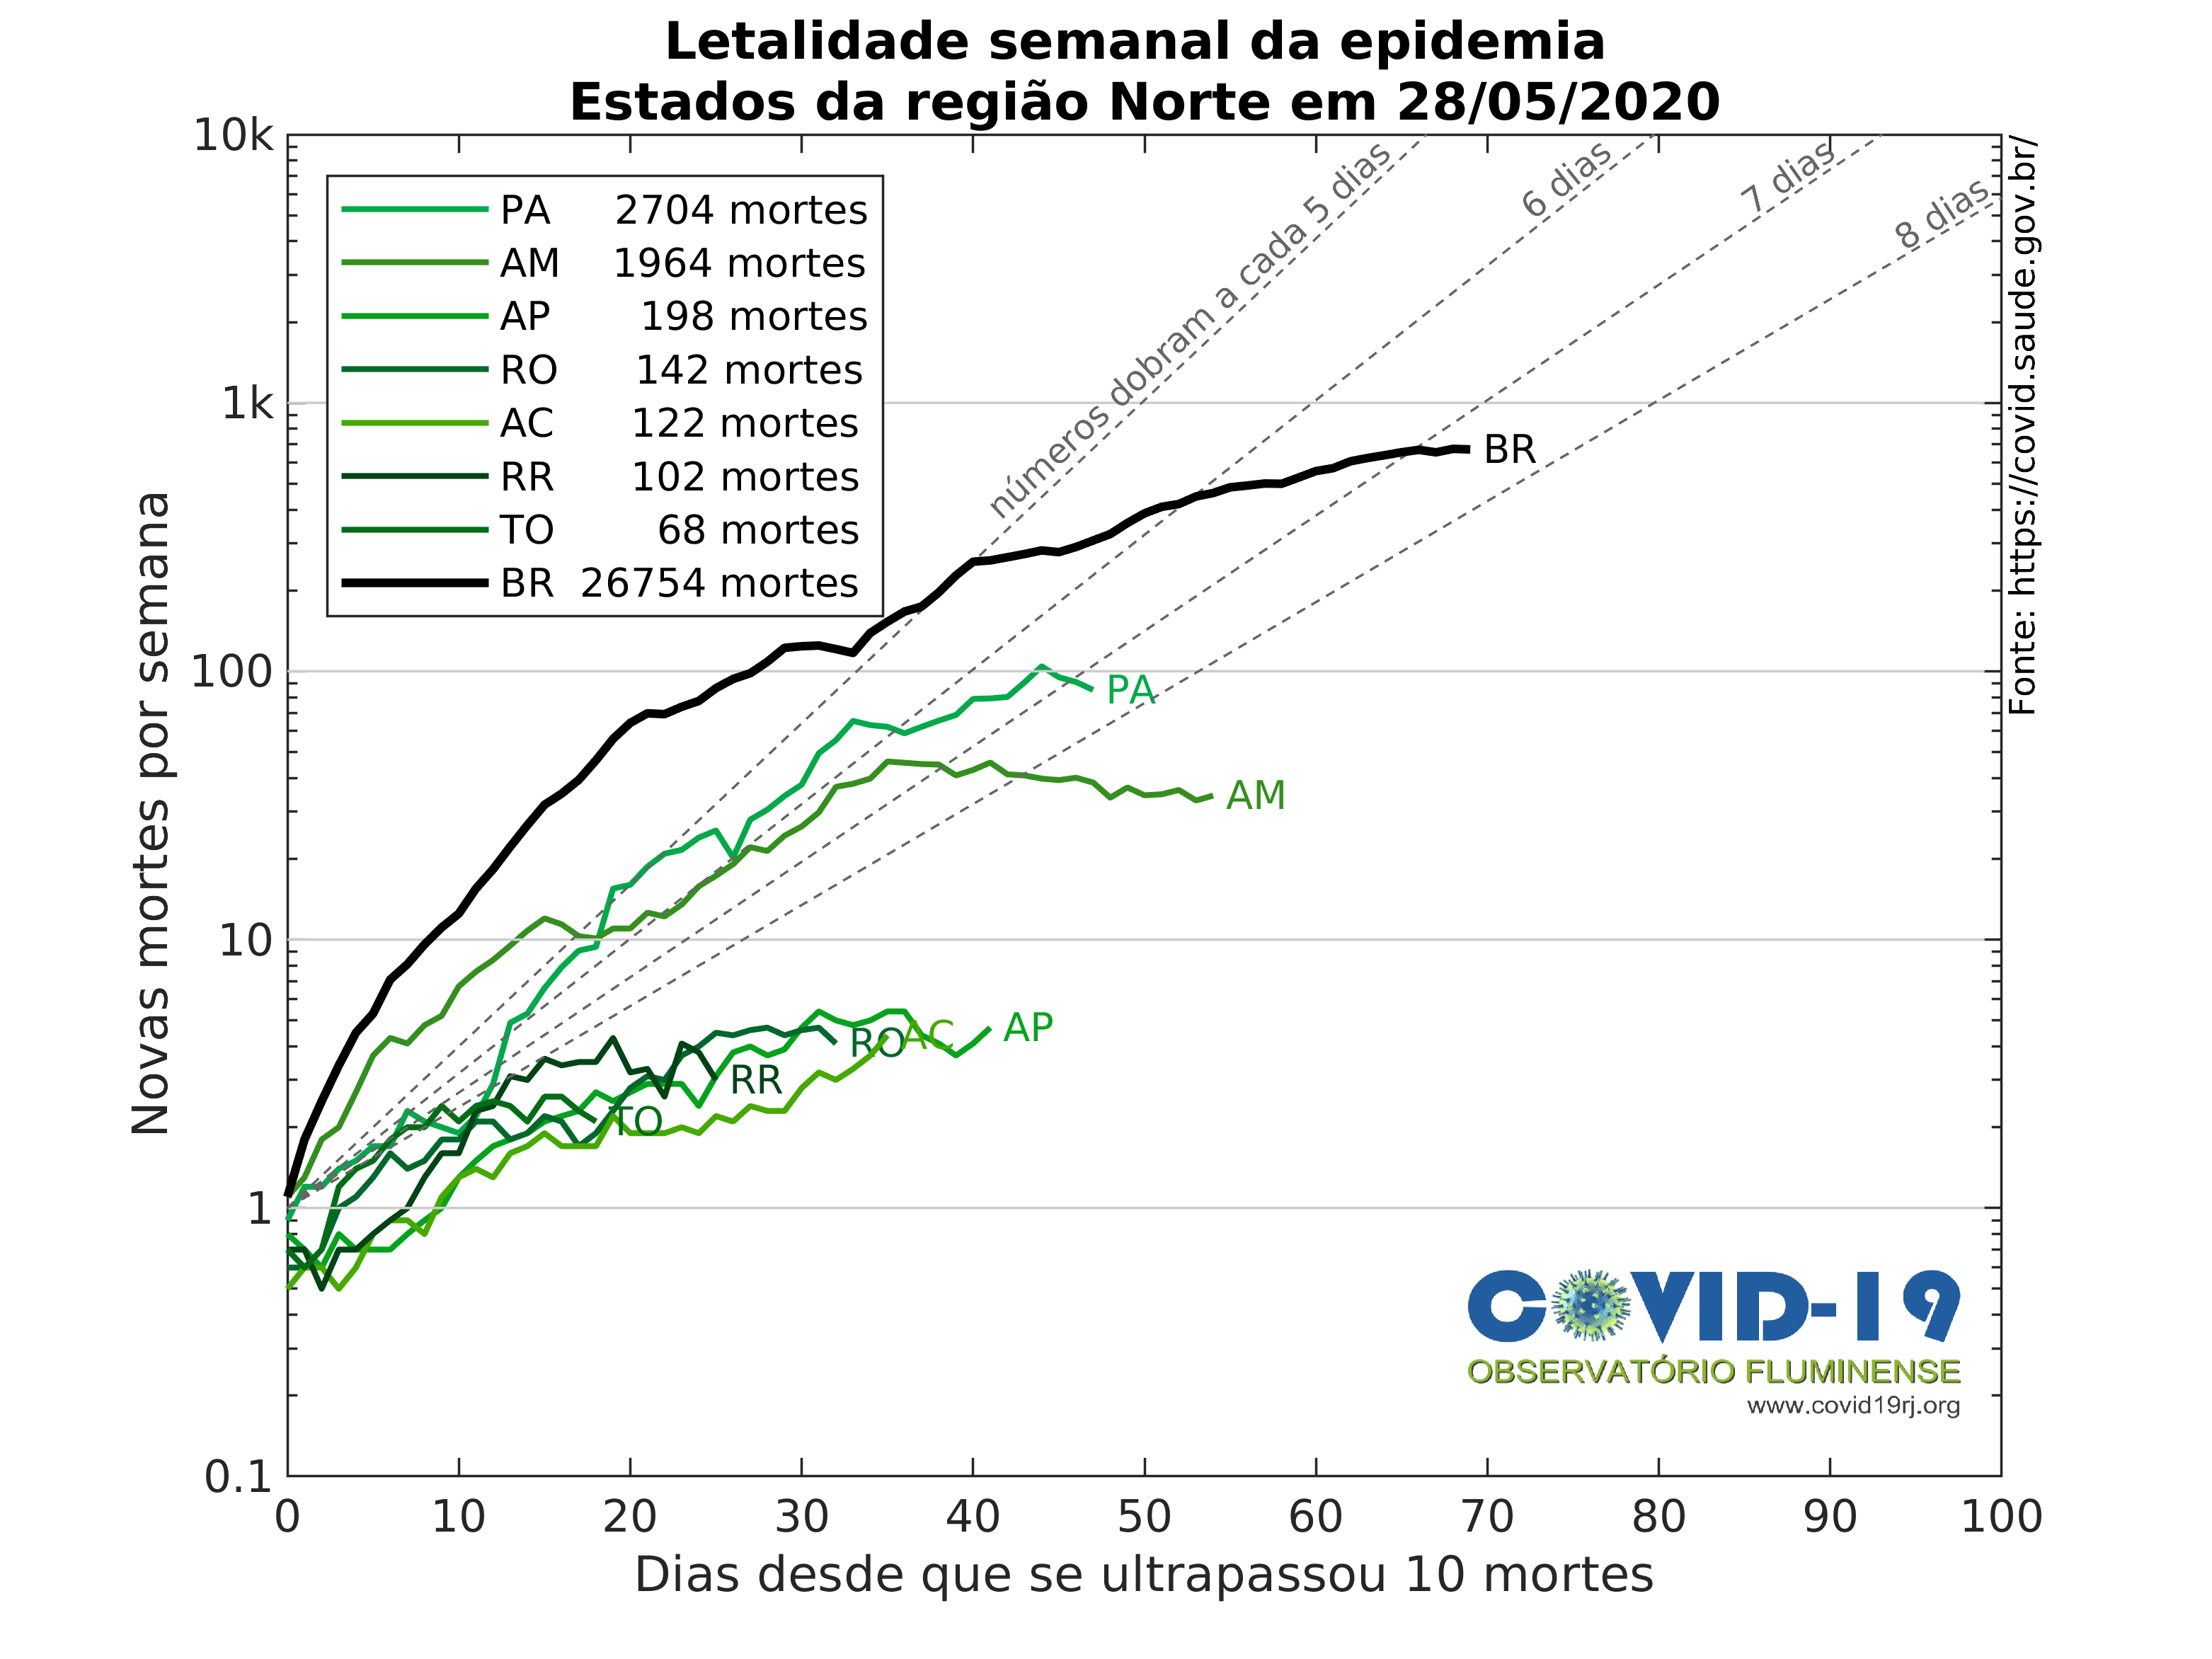 Letalidade semanal da epidemia
Estados da região Norte em 28/05/2020
10k
1k
100
10
1
0.1
Novas mortes por semana
PA 2704 mortes
AM 1964 mortes
AP 198 mortes
RO 142 mortes
AC 122 mortes
RR 102 mortes
TO 68 mortes
BR 26754 mortes
números dobram a cada 5 dias
6 dias
7 dias
8 dias
BR
PA
AM
AP
RO
AC
RR
TO
Fonte: https://covid.saude.gov.br/
COVID-19
OBSERVATÓRIO FLUMINENSE
www.covid19rj.org
0 10 20 30 40 50 60 70 80 90 100
Dias desde que se ultrapassou 10 mortes